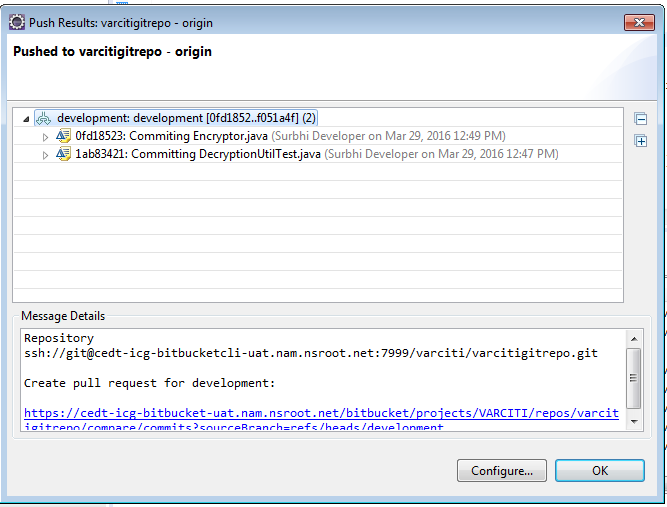 Push Results: varcitigitrepo - origin
Pushed to varcitigitrepo - origin
development: development [0fd1852..f051a4f] (2)
0fd18523: Commiting Encryptor.java (Surbhi Developer on Mar 29, 2016 12:49 PM)
1ab83421: Committing DecryptionUtilTest.java (Surbhi Developer on Mar 29, 2016 12:47 PM)
Message Details
Repository
ssh://git@cedt-icg-bitbucketcli-uat.nam.nsroot.net:7999/varciti/varcitigitrepo.git
Create pull request for development:
https://cedt-icg-bitbucket-uat.nam.nsroot.net/bitbucket/projects/VARCITI/repos/varcit
igitrepo/compare/commits?sourceBranch=refs/heads/development
Configure...
OK